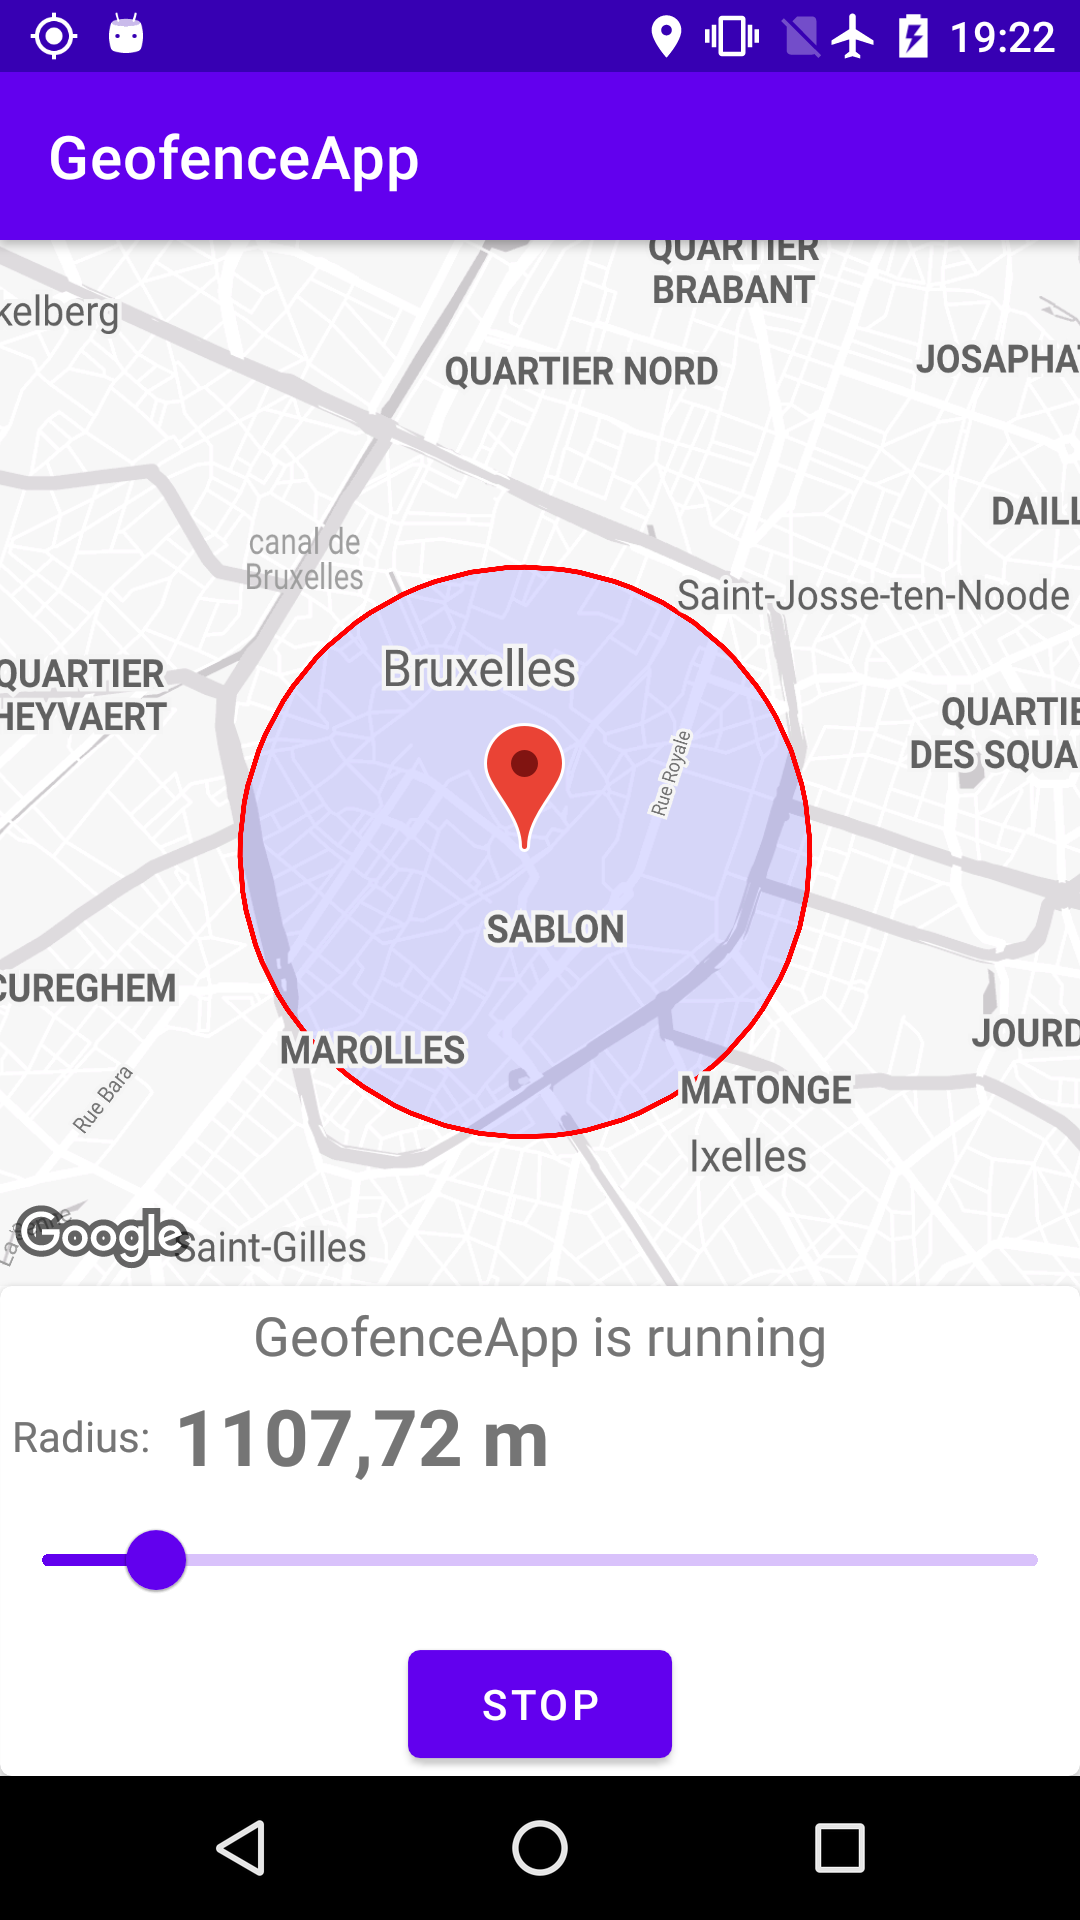 19:22
GeofenceApp
QUARTIER
BRABANT
kelberg
QUARTIER NORD
JOSAPHAT
DAILL
canal de
Bruxelles
Saint-Josse-ten-Noode
Bruxelles
QUARTIER
HEYVAERT
QUARTIE
DES SQUA
Rue Royale
SABLON
CUREGHEM
JOURD
MAROLLES
MATONGE
Rue Bara
Ixelles
Google
Saint-Gilles
GeofenceApp is running
Radius: 1107,72 m
STOP